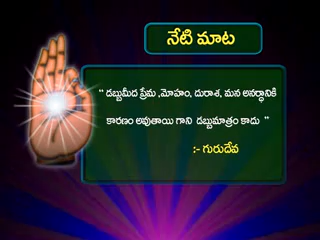 నేటి మాట
“ డబ్బుమీద ప్రేమ ,మోహం, దురాశ, మన అనర్ధానికి
కారణం అవుతాయి గాని డబ్బుమాత్రం కాదు ”
:- గురుదేవ